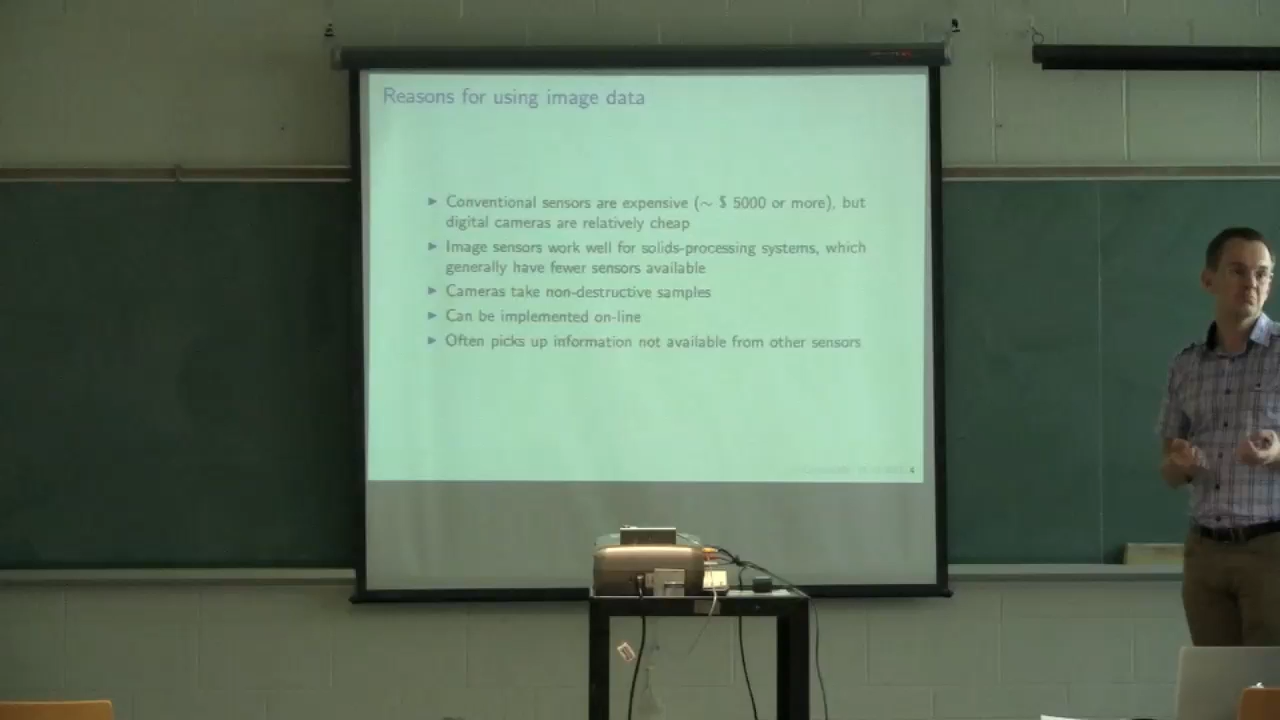 Reasons for using image data
▶ Conventional sensors are expensive (∼ $ 5000 or more), but
digital cameras are relatively cheap
▶ Image sensors work well for solids-processing systems, which
generally have fewer sensors available
▶ Cameras take non-destructive samples
▶ Can be implemented on-line
▶ Often picks up information not available from other sensors
4